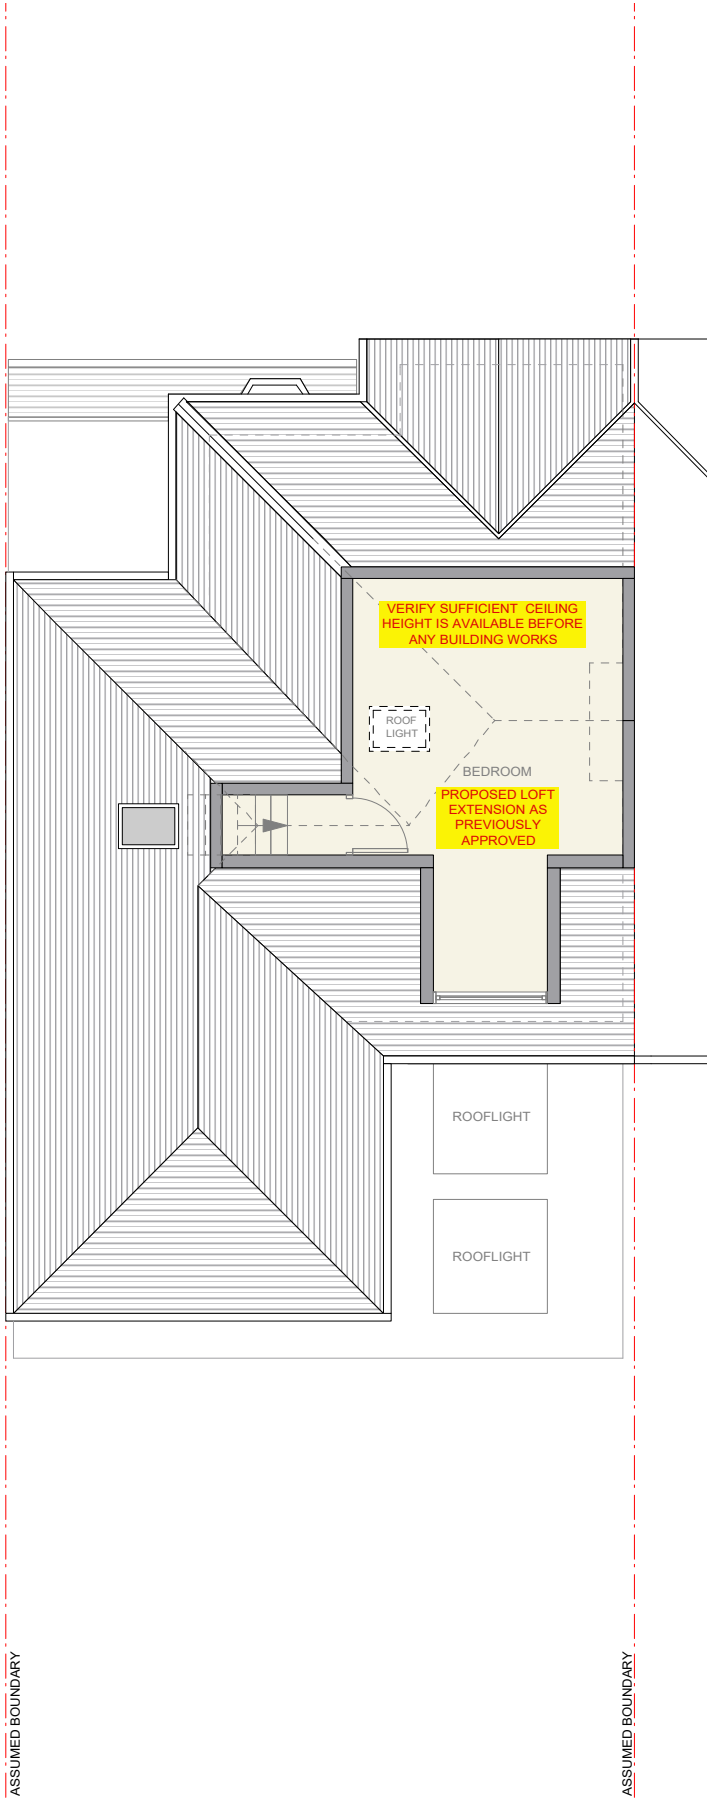 VERIFY SUFFICIENT CEILING
HEIGHT IS AVAILABLE BEFORE
ANY BUILDING WORKS
ROOF
LIGHT
BEDROOM
PROPOSED LOFT
EXTENSION AS
PREVIOUSLY
APPROVED
ROOFLIGHT
ROOFLIGHT
ASSUMED BOUNDARY
ASSUMED BOUNDARY